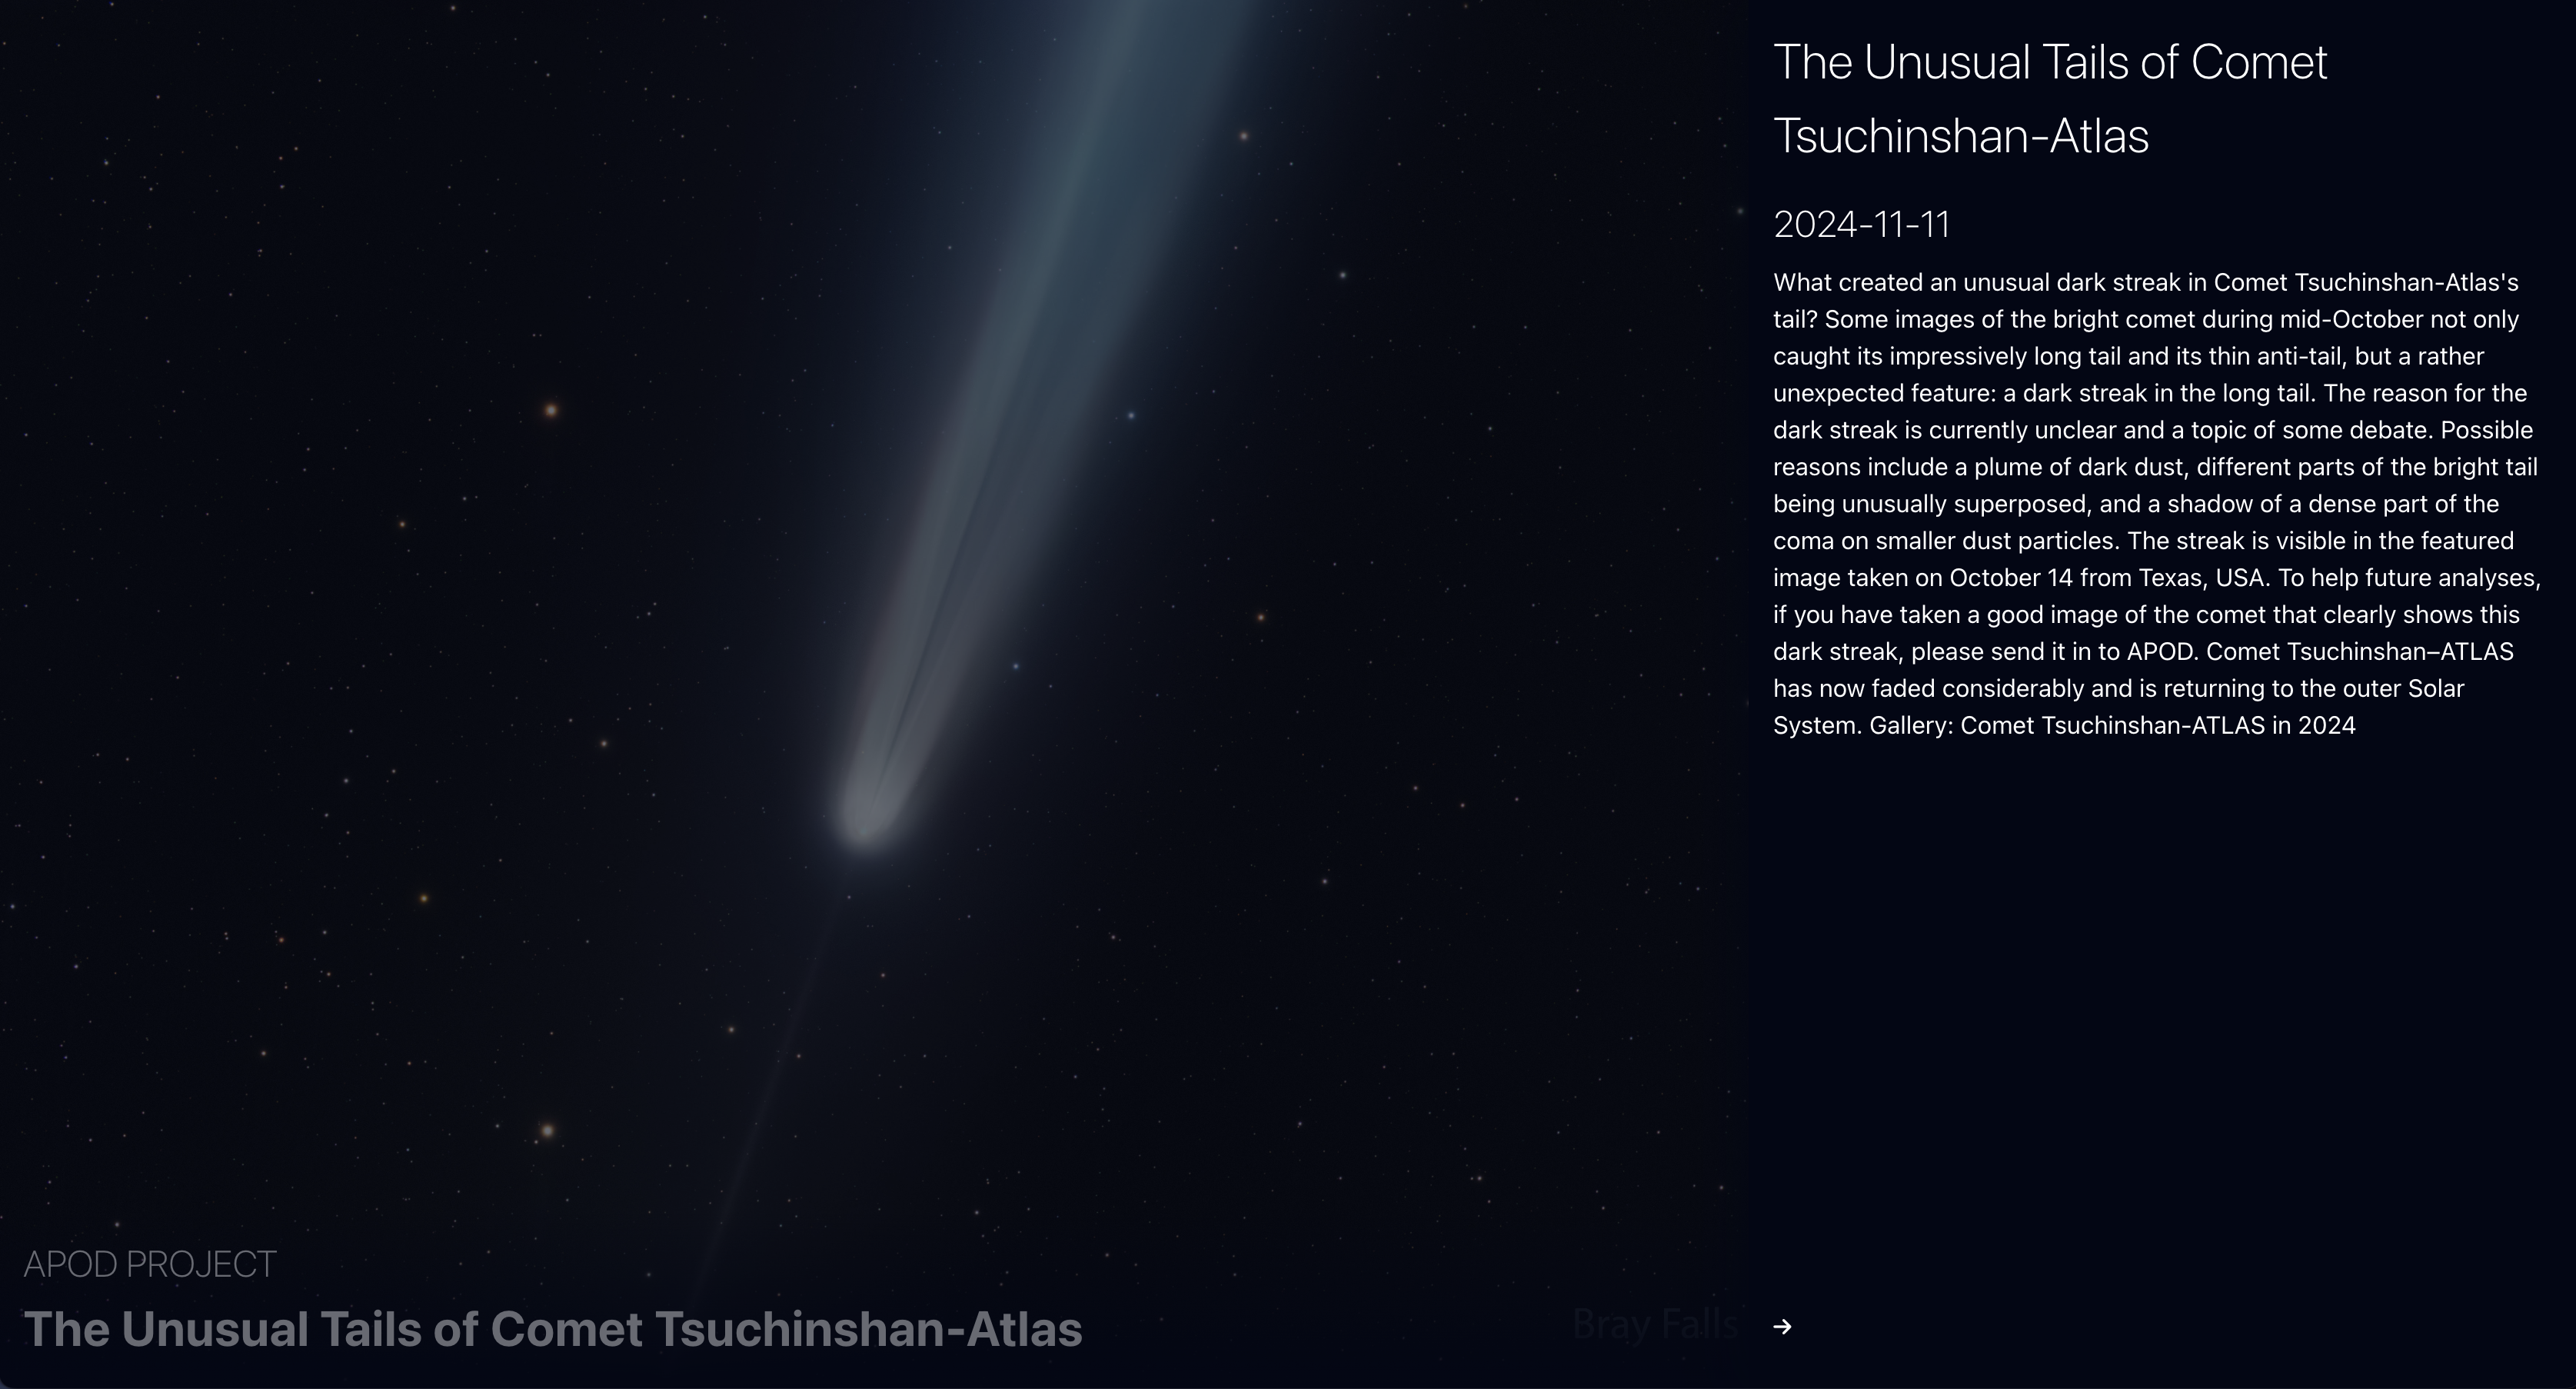 APOD PROJECT
The Unusual Tails of Comet Tsuchinshan-Atlas
Bray Falls
The Unusual Tails of Comet
Tsuchinshan-Atlas
2024-11-11
What created an unusual dark streak in Comet Tsuchinshan-Atlas's
tail? Some images of the bright comet during mid-October not only
caught its impressively long tail and its thin anti-tail, but a rather
unexpected feature: a dark streak in the long tail. The reason for the
dark streak is currently unclear and a topic of some debate. Possible
reasons include a plume of dark dust, different parts of the bright tail
being unusually superposed, and a shadow of a dense part of the
coma on smaller dust particles. The streak is visible in the featured
image taken on October 14 from Texas, USA. To help future analyses,
if you have taken a good image of the comet that clearly shows this
dark streak, please send it in to APOD. Comet Tsuchinshan–ATLAS
has now faded considerably and is returning to the outer Solar
System. Gallery: Comet Tsuchinshan-ATLAS in 2024
→